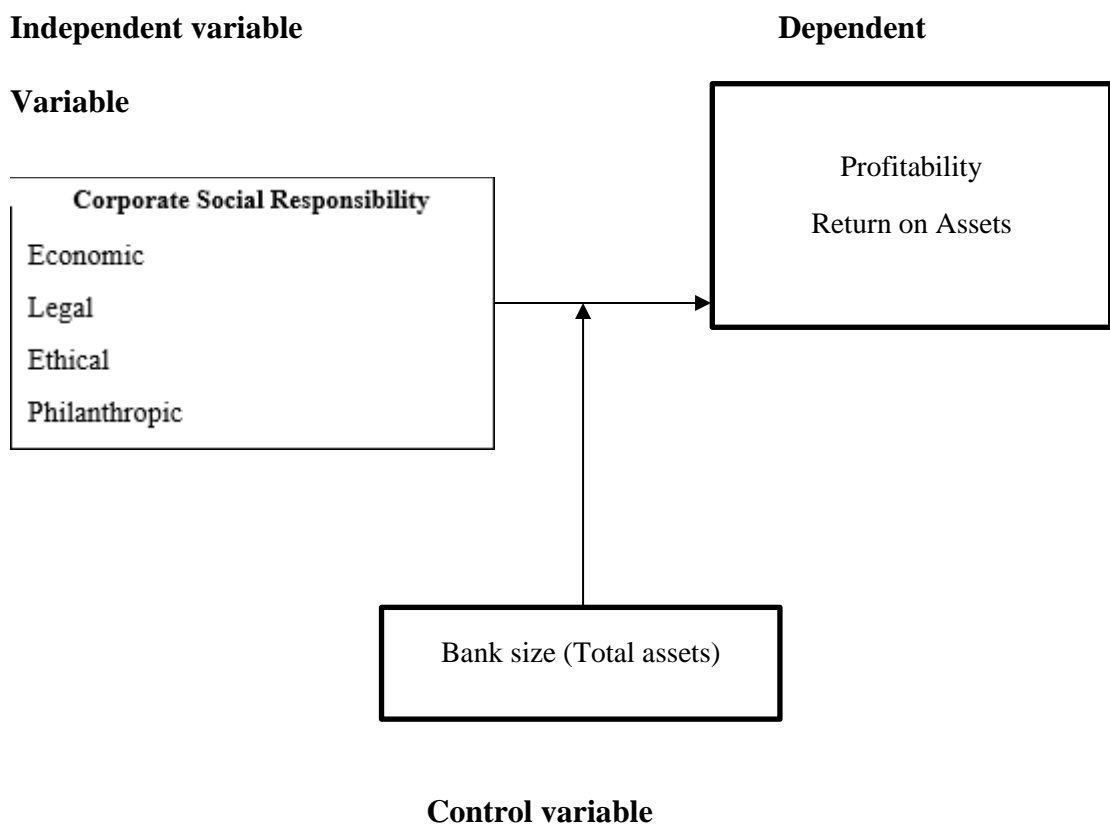 Independent variable Dependent
Variable
Corporate Social Responsibility
Economic
Legal
Ethical
Philanthropic
Profitability
Return on Assets
Bank size (Total assets)
Control variable